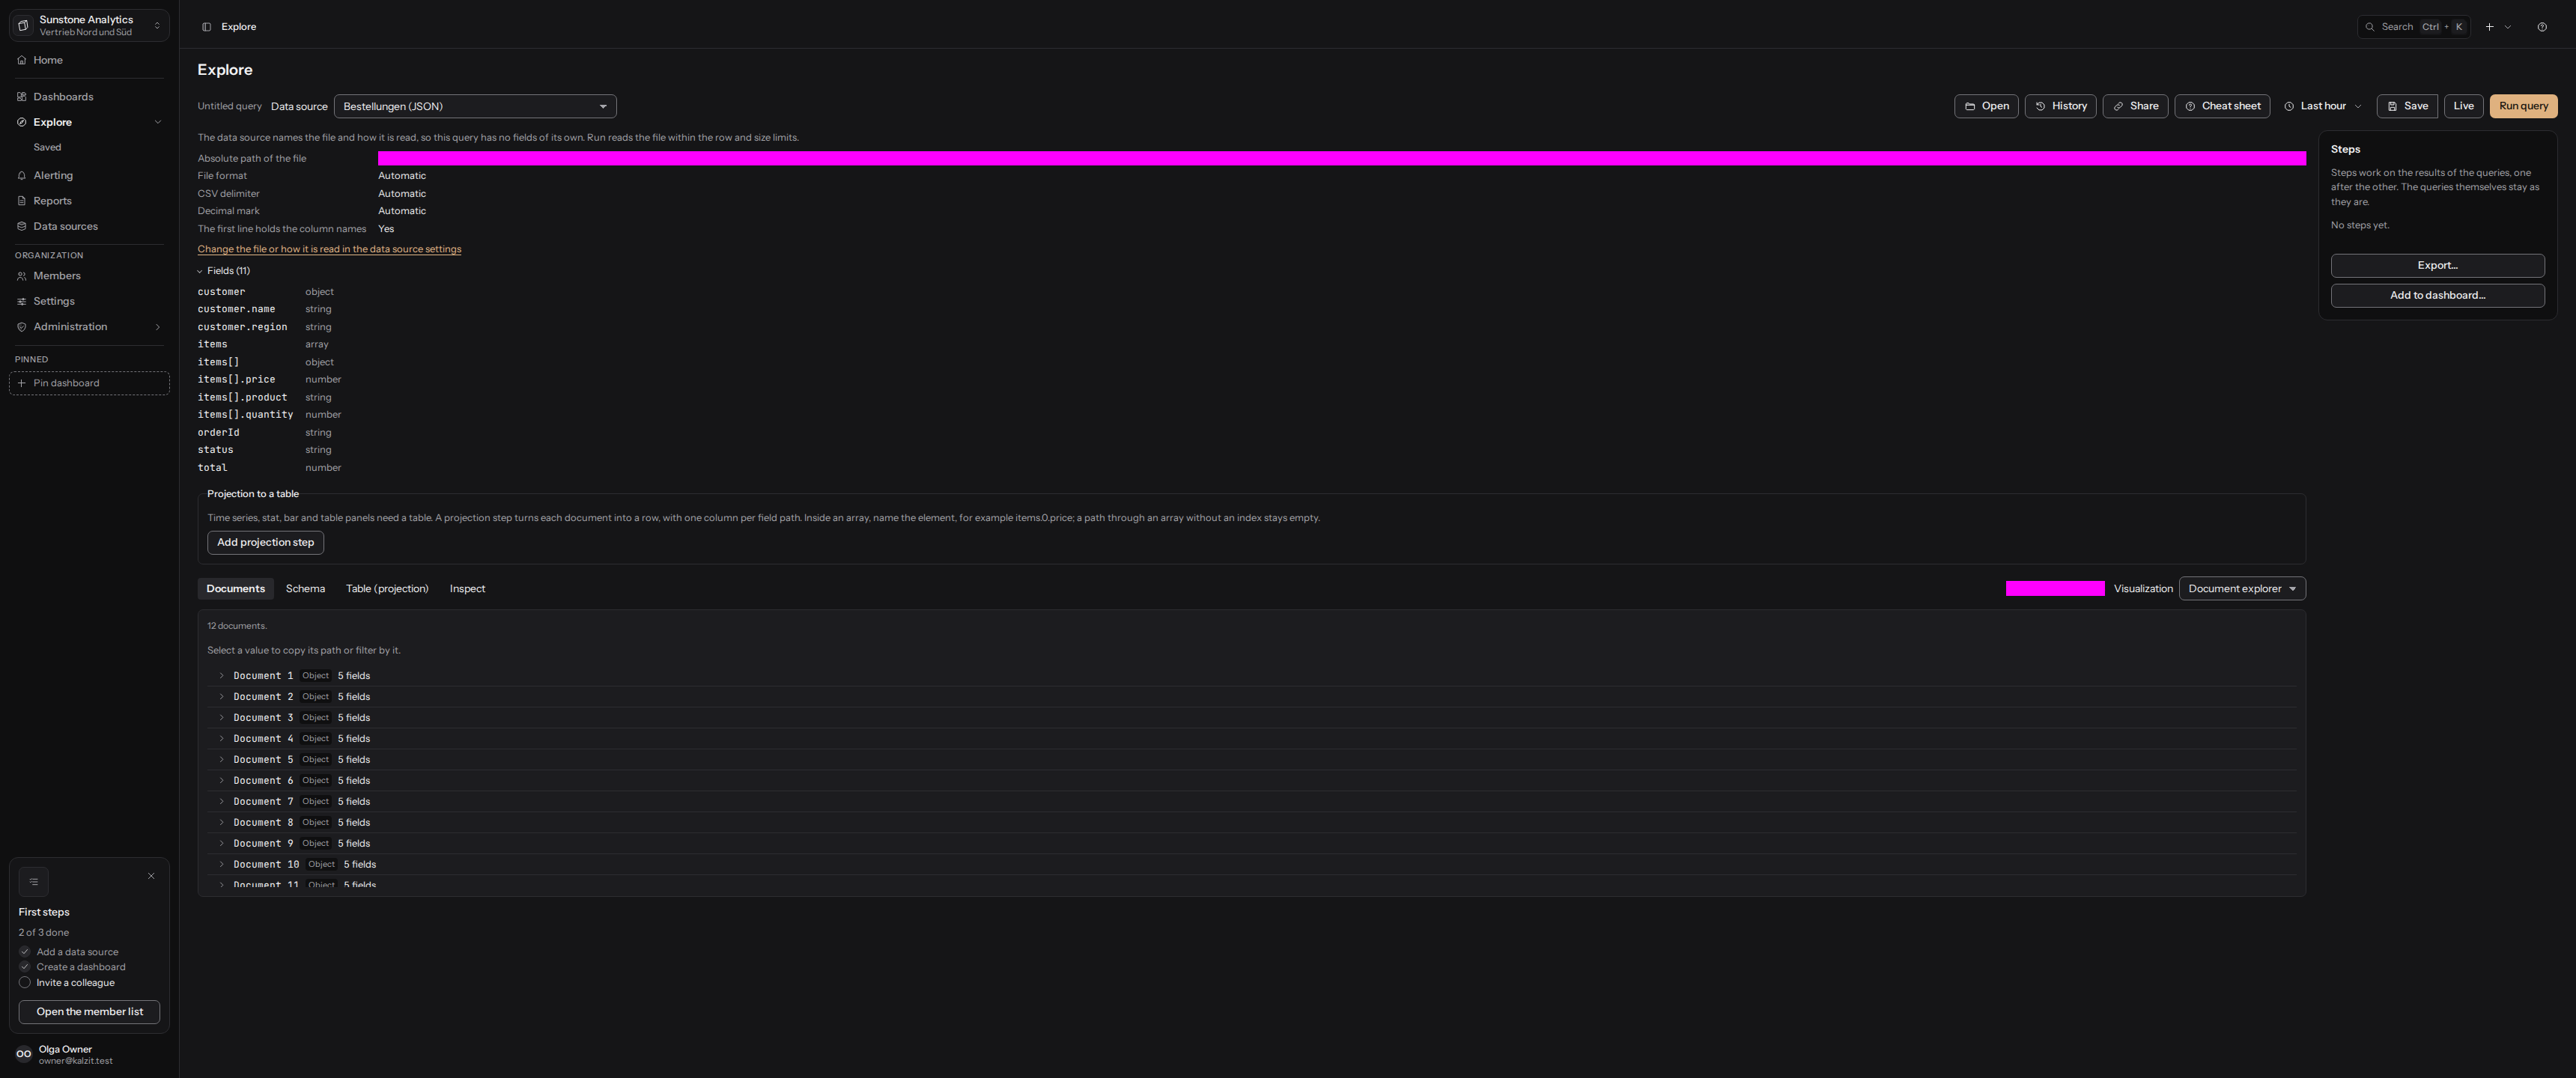 Sunstone Analytics
Vertrieb Nord und Süd
Home
Dashboards
Explore
Saved
Alerting
Reports
Data sources
ORGANIZATION
Members
Settings
Administration
PINNED
Pin dashboard
First steps
2 of 3 done
Add a data source
Create a dashboard
Invite a colleague
Open the member list
OO
Olga Owner
owner@kalzit.test
Explore
Search Ctrl + K
Explore
Untitled query Data source Bestellungen (JSON)
Open History Share Cheat sheet Last hour Save Live Run query
The data source names the file and how it is read, so this query has no fields of its own. Run reads the file within the row and size limits.
Absolute path of the file
File format Automatic
CSV delimiter Automatic
Decimal mark Automatic
The first line holds the column names Yes
Change the file or how it is read in the data source settings
Fields (11)
customer object
customer.name string
customer.region string
items array
items[] object
items[].price number
items[].product string
items[].quantity number
orderId string
status string
total number
Projection to a table
Time series, stat, bar and table panels need a table. A projection step turns each document into a row, with one column per field path. Inside an array, name the element, for example items.0.price; a path through an array without an index stays empty.
Add projection step
Documents Schema Table (projection) Inspect
Visualization Document explorer
12 documents.
Select a value to copy its path or filter by it.
Document 1 Object 5 fields
Document 2 Object 5 fields
Document 3 Object 5 fields
Document 4 Object 5 fields
Document 5 Object 5 fields
Document 6 Object 5 fields
Document 7 Object 5 fields
Document 8 Object 5 fields
Document 9 Object 5 fields
Document 10 Object 5 fields
Document 11 Object 5 fields
Steps
Steps work on the results of the queries, one
after the other. The queries themselves stay as
they are.
No steps yet.
Export...
Add to dashboard...